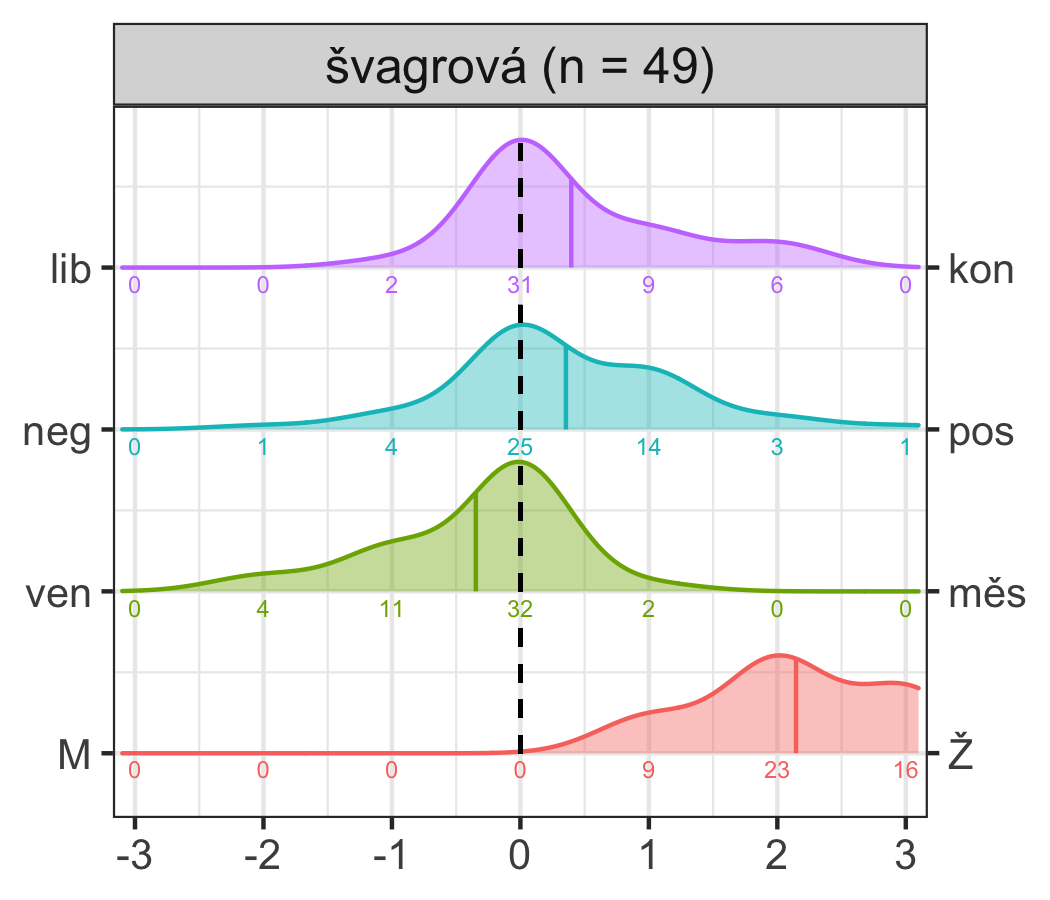 švagrová (n = 49)
lib kon
0 0 2 31 9 6 0
neg pos
0 1 4 25 14 3 1
ven měs
0 4 11 32 2 0 0
M Ž
0 0 0 0 9 23 16
-3 -2 -1 0 1 2 3